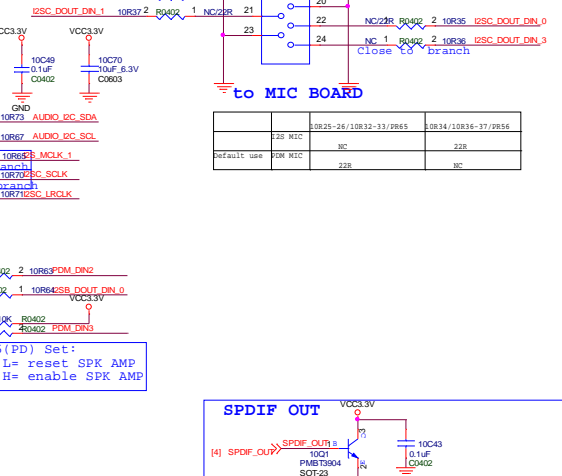 I2SC_DOUT_DIN_1 10R37 2 R0402 1 NC/22R 21
22 NC/22R R0402 2 10R35 I2SC_DOUT_DIN_0
23
24 NC 1 R0402 2 10R36 I2SC_DOUT_DIN_3
Close to branch
VCC3.3V VCC3.3V
10C49
0.1uF
C0402
10C70
10uF_6.3V
C0603
GND
to MIC BOARD
10R25-26/10R32-33/PR65 10R34/10R36-37/PR56
I2S MIC NC 22R
Default use PDM MIC 22R NC
10R73 AUDIO_I2C_SDA
10R67 AUDIO_I2C_SCL
10R65 I2S_MCLK_1
10R70 I2SC_SCLK
branch
10R71 I2SC_LRCLK
2 10R63 PDM_DIN2
1 10R64 I2SB_DOUT_DIN_0
VCC3.3V
R0402
R0402 PDM_DIN3
(PD) Set:
L= reset SPK AMP
H= enable SPK AMP
SPDIF OUT
VCC3.3V
[4] SPDIF_OUT SPDIF_OUT 1 B
3
2
10Q1
PMBT3904
SOT-23
10C43
0.1uF
C0402